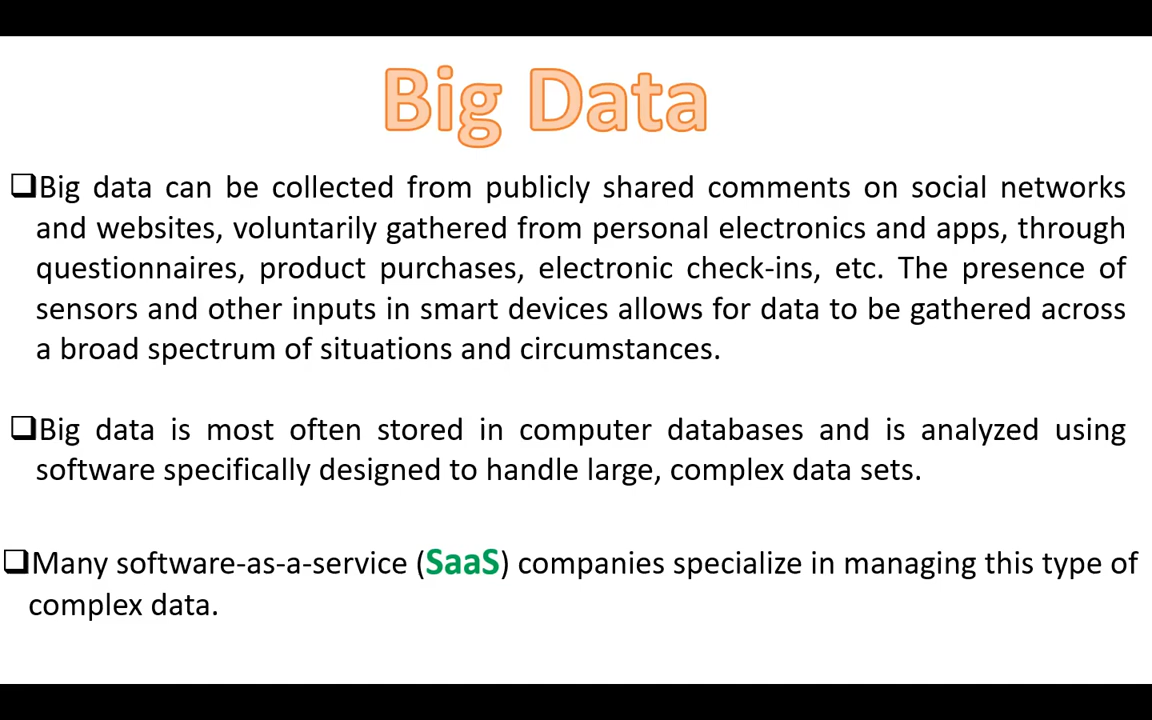 Big Data
❑Big data can be collected from publicly shared comments on social networks
and websites, voluntarily gathered from personal electronics and apps, through
questionnaires, product purchases, electronic check-ins, etc. The presence of
sensors and other inputs in smart devices allows for data to be gathered across
a broad spectrum of situations and circumstances.
❑Big data is most often stored in computer databases and is analyzed using
software specifically designed to handle large, complex data sets.
❑Many software-as-a-service (SaaS) companies specialize in managing this type of
complex data.